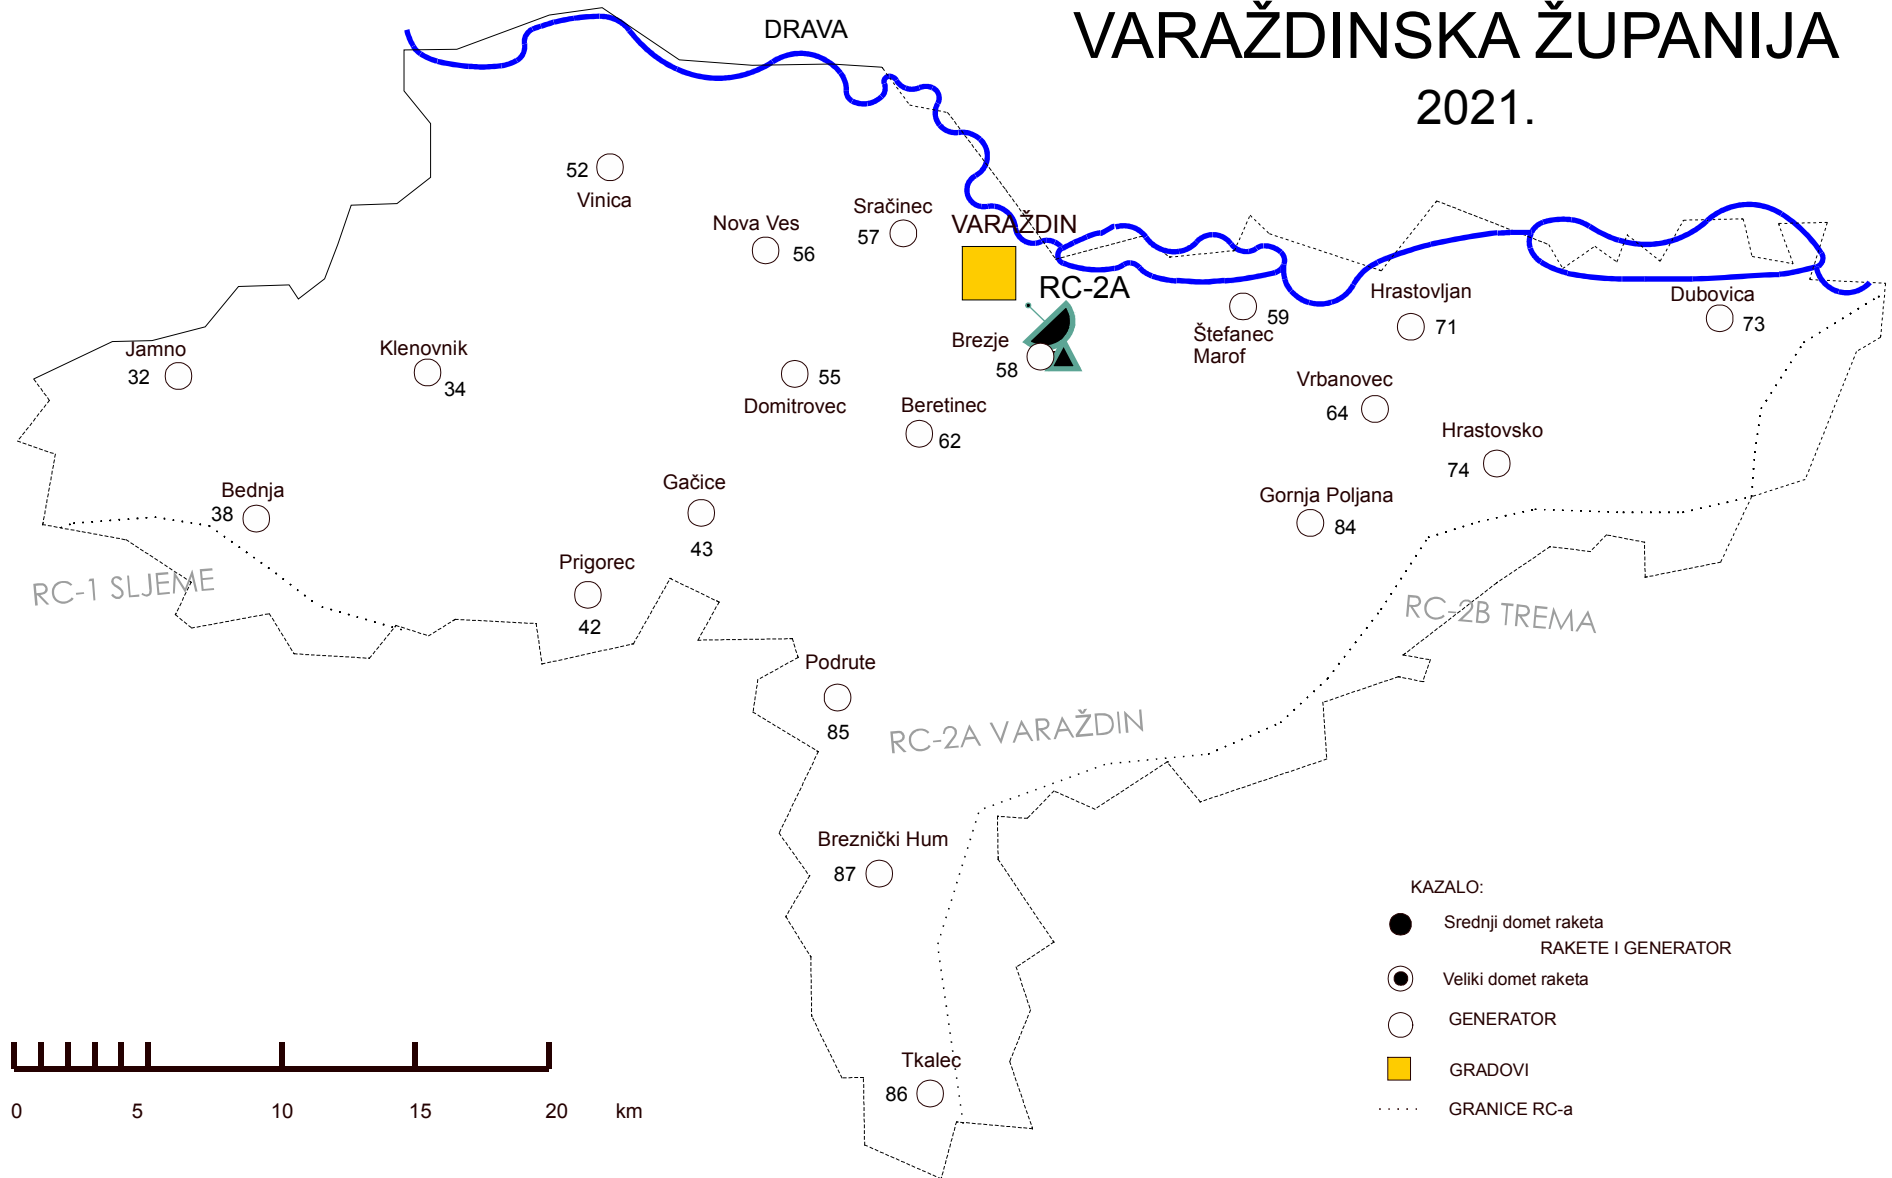 VARAŽDINSKA ŽUPANIJA
2021.
DRAVA
52
Vinica
Nova Ves
56
Sračinec
57
VARAŽDIN
RC-2A
Brezje
58
59
Štefanec
Marof
Hrastovljan
71
Dubovica
73
Jamno
32
Klenovnik
34
55
Domitrovec
Beretinec
62
Vrbanovec
64
Hrastovsko
74
Bednja
38
Gačice
43
Gornja Poljana
84
Prigorec
42
RC-1 SLJEME
RC-2B TREMA
Podrute
85
RC-2A VARAŽDIN
Breznički Hum
87
Tkalec
86
KAZALO:
Srednji domet raketa
RAKETE I GENERATOR
Veliki domet raketa
GENERATOR
GRADOVI
GRANICE RC-a
0 5 10 15 20 km